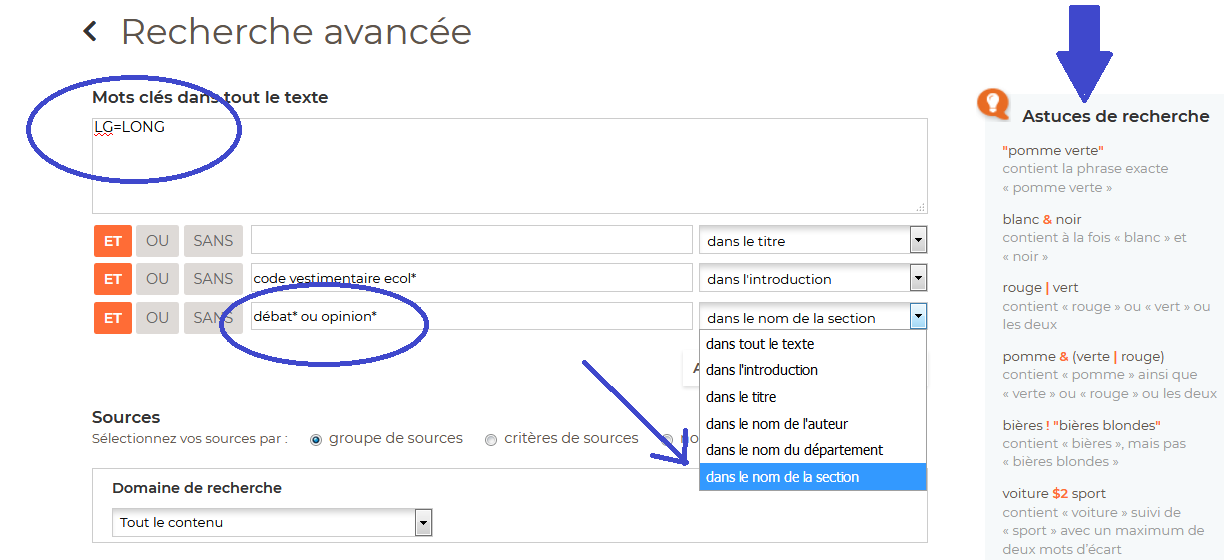 Recherche avancée
Mots clés dans tout le texte
LG=LONG
ET OU SANS dans le titre
ET OU SANS code vestimentaire ecol* dans l'introduction
ET OU SANS débat* ou opinion* dans le nom de la section
dans tout le texte
dans l'introduction
dans le titre
dans le nom de l'auteur
dans le nom du département
dans le nom de la section
Sources
Sélectionnez vos sources par : groupe de sources critères de sources
Domaine de recherche
Tout le contenu
Astuces de recherche
"pomme verte"
contient la phrase exacte
« pomme verte »
blanc & noir
contient à la fois « blanc » et
« noir »
rouge | vert
contient « rouge » ou « vert » ou
les deux
pomme & (verte | rouge)
contient « pomme » ainsi que
« verte » ou « rouge » ou les deux
bières ! "bières blondes"
contient « bières », mais pas
« bières blondes »
voiture $2 sport
contient « voiture » suivi de
« sport » avec un maximum de
deux mots d'écart